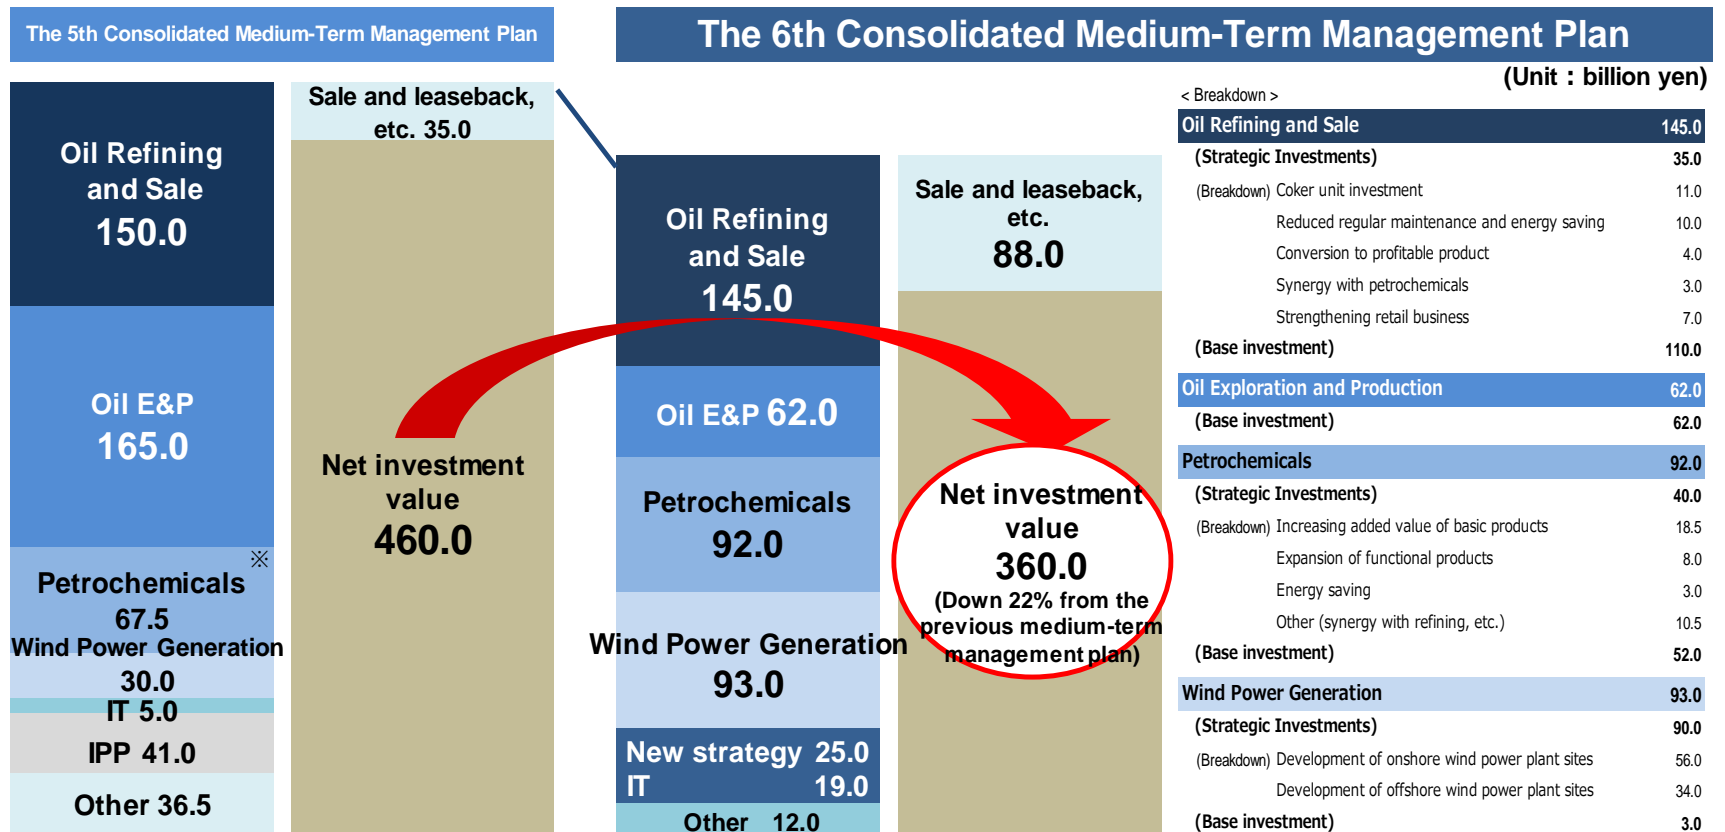 The 5th Consolidated Medium-Term Management Plan
Oil Refining
and Sale
150.0
Oil E&P
165.0
※
Petrochemicals
67.5
Wind Power Generation
30.0
IT 5.0
IPP 41.0
Other 36.5
Sale and leaseback,
etc. 35.0
Net investment
value
460.0
The 6th Consolidated Medium-Term Management Plan
(Unit：billion yen)
Oil Refining
and Sale
145.0
Oil E&P 62.0
Petrochemicals
92.0
Wind Power Generation
93.0
New strategy 25.0
IT 19.0
Other 12.0
Sale and leaseback,
etc.
88.0
Net investment
value
360.0
(Down 22% from the
previous medium-term
management plan)
< Breakdown >
Oil Refining and Sale 145.0
(Strategic Investments) 35.0
(Breakdown) Coker unit investment 11.0
Reduced regular maintenance and energy saving 10.0
Conversion to profitable product 4.0
Synergy with petrochemicals 3.0
Strengthening retail business 7.0
(Base investment) 110.0
Oil Exploration and Production 62.0
(Base investment) 62.0
Petrochemicals 92.0
(Strategic Investments) 40.0
(Breakdown) Increasing added value of basic products 18.5
Expansion of functional products 8.0
Energy saving 3.0
Other (synergy with refining, etc.) 10.5
(Base investment) 52.0
Wind Power Generation 93.0
(Strategic Investments) 90.0
(Breakdown) Development of onshore wind power plant sites 56.0
Development of offshore wind power plant sites 34.0
(Base investment) 3.0